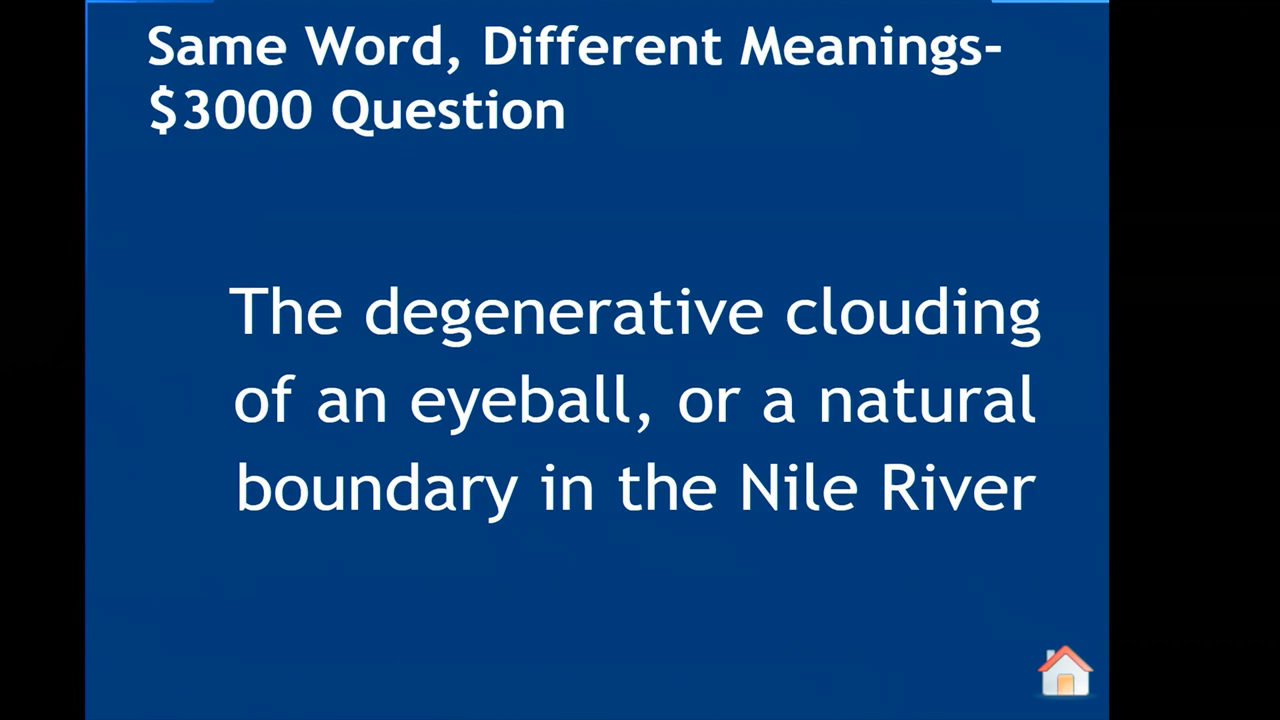 Same Word, Different Meanings-
$3000 Question
The degenerative clouding
of an eyeball, or a natural
boundary in the Nile River